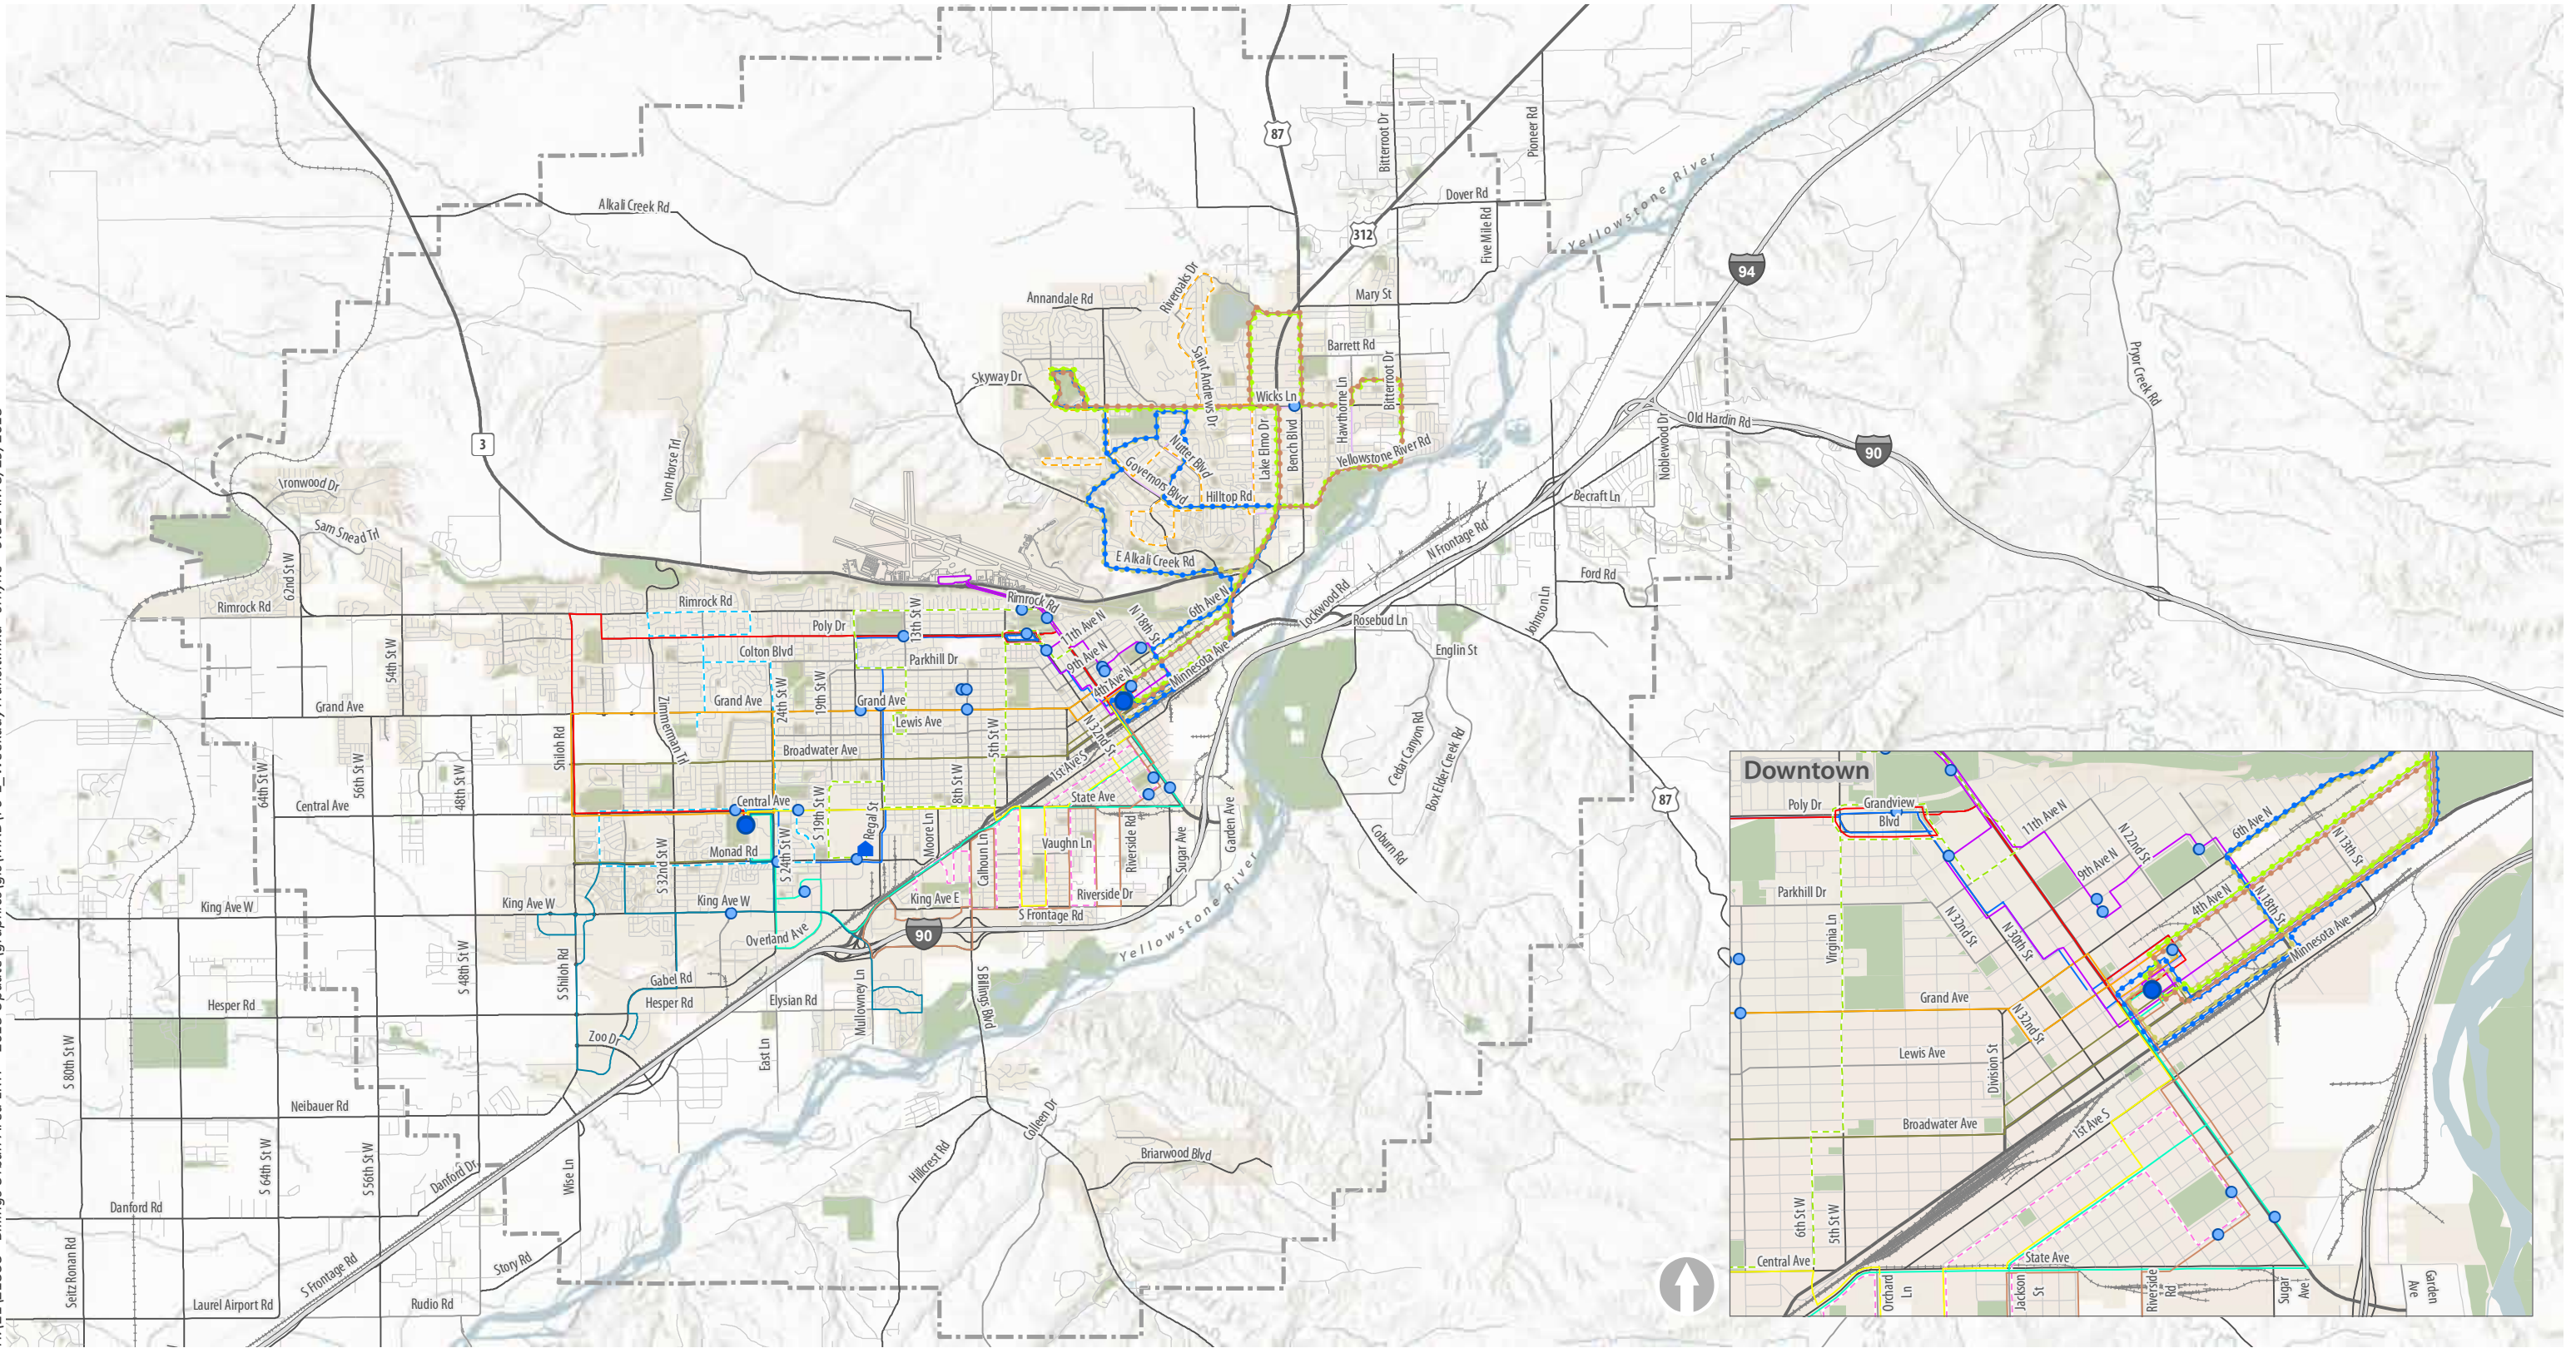 87
Bitterroot Dr
Pioneer Rd
Yellowstone River
Alkali Creek Rd
Dover Rd
Five Mile Rd
312
94
Riveroaks Dr
Annandale Rd
Mary St
Barrett Rd
Saint Andrews Dr
Skyway Dr
Bitterroot Dr
Hawthorne Ln
Wicks Ln
Pryor Creek Rd
3
Lake Elmo Dr
Bench Blvd
Old Hardin Rd
Noblewood Dr
90
Iron Horse Trl
Nutter Blvd
Governors Blvd
Yellowstone River Rd
Ironwood Dr
Hilltop Rd
Becraft Ln
Sam Snead Trl
62nd St W
E Alkali Creek Rd
N Frontage Rd
Ford Rd
Rimrock Rd
Rimrock Rd
Rimrock Rd
6th Ave N
Lockwood Rd
Johnson Ln
Rosebud Ln
Poly Dr
13th St W
11th Ave N
N 18th St
Englin St
54th St W
Colton Blvd
Parkhill Dr
9th Ave N
Minnesota Ave
4th Ave N
Grand Ave
Grand Ave
Grand Ave
24th St W
19th St W
Zimmerman Trl
Lewis Ave
N 32nd St
5th St W
Shiloh Rd
Broadwater Ave
1st Ave S
Cedar Canyon Rd
Box Elder Creek Rd
64th St W
56th St W
48th St W
8th St W
Central Ave
Central Ave
State Ave
87
S 19th St W
Regal St
Moore Ln
Riverside Rd
Sugar Ave
Garden Ave
Coburn Rd
Monad Rd
S 32nd St W
S 24th St W
Calhoun Ln
Vaughn Ln
King Ave W
King Ave W
King Ave W
King Ave E
Riverside Dr
S Frontage Rd
90
Overland Ave
Yellowstone River
S 48th St W
S Shiloh Rd
Gabel Rd
Hesper Rd
Hesper Rd
Elysian Rd
Mullowney Ln
S Billings Blvd
Zoo Dr
East Ln
S 80th St W
Neibauer Rd
Colleen Dr
Hillcrest Rd
Briarwood Blvd
S 64th St W
S 56th St W
Danford Dr
Wise Ln
Danford Rd
Seitz Ronan Rd
S Frontage Rd
Story Rd
Laurel Airport Rd
Rudio Rd
Downtown
Poly Dr
Grandview
Blvd
11th Ave N
N 22nd St
6th Ave N
N 13th St
9th Ave N
Parkhill Dr
Virginia Ln
N 32nd St
N 30th St
4th Ave N
N 18th St
Minnesota Ave
Grand Ave
N 32nd St
Lewis Ave
Division St
Broadwater Ave
1st Ave S
6th St W
5th St W
Central Ave
State Ave
Orchard
Ln
Jackson
St
Riverside
Rd
Sugar
Ave
Garden
Ave